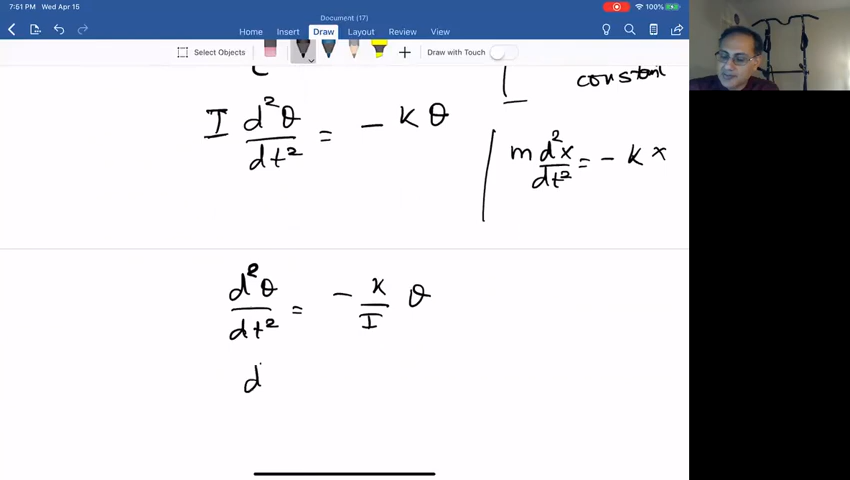 7:51 PM Wed Apr 15
100%
Document (17)
Home Insert Draw Layout Review View
Select Objects
Draw with Touch
constant
I d²θ/dt² = - K θ
m d²x/dt² = - K x
d²θ/dt² = - K/I θ
d